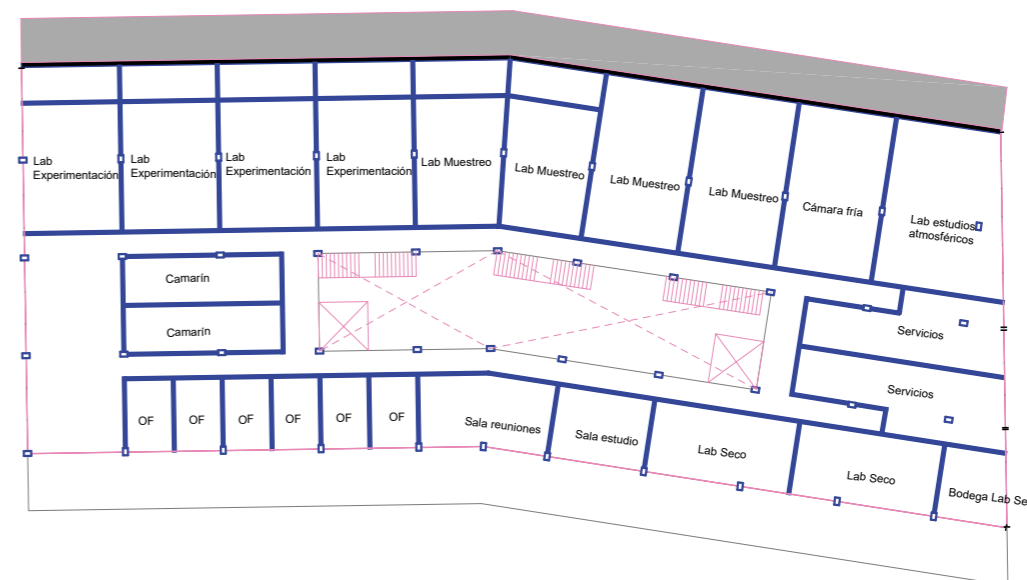 Lab
Experimentación
Lab
Experimentación
Lab
Experimentación
Lab
Experimentación
Lab Muestreo
Lab Muestreo
Lab Muestreo
Lab Muestreo
Cámara fría
Lab estudios
atmosféricos
Camarín
Camarín
Servicios
Servicios
OF
OF
OF
OF
OF
OF
Sala reuniones
Sala estudio
Lab Seco
Lab Seco
Bodega Lab Se